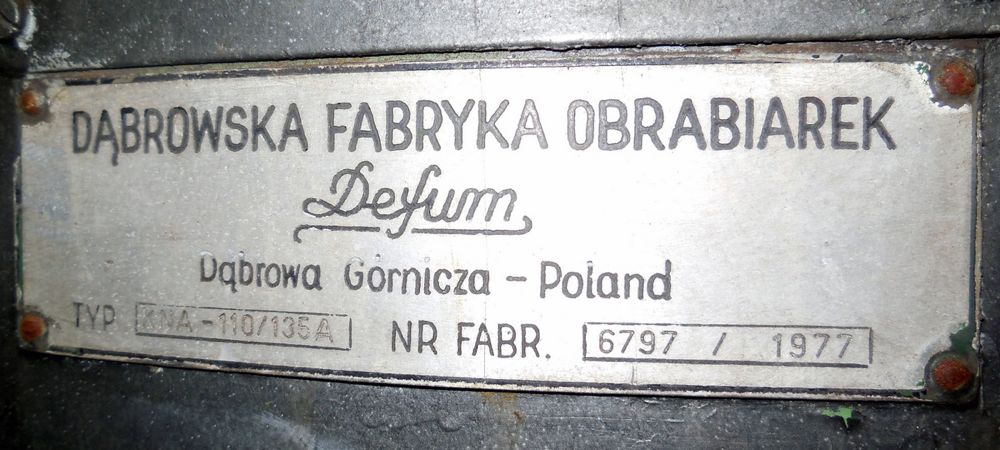 DĄBROWSKA FABRYKA OBRABIAREK
Defum
Dąbrowa Górnicza - Poland
TYP KNA-110/135A NR FABR. 6797 / 1977